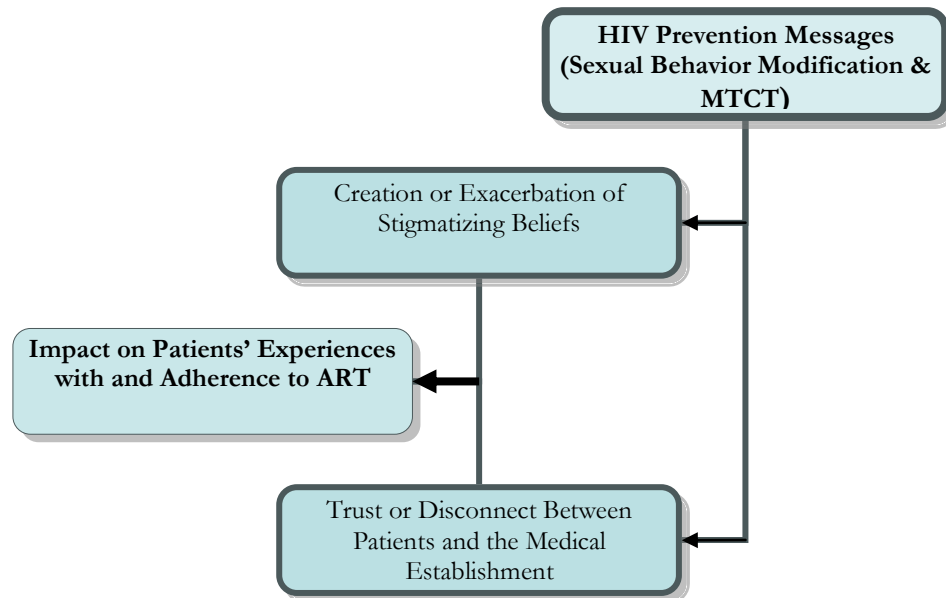 HIV Prevention Messages
(Sexual Behavior Modification &
MTCT)
Creation or Exacerbation of
Stigmatizing Beliefs
Impact on Patients’ Experiences
with and Adherence to ART
Trust or Disconnect Between
Patients and the Medical
Establishment